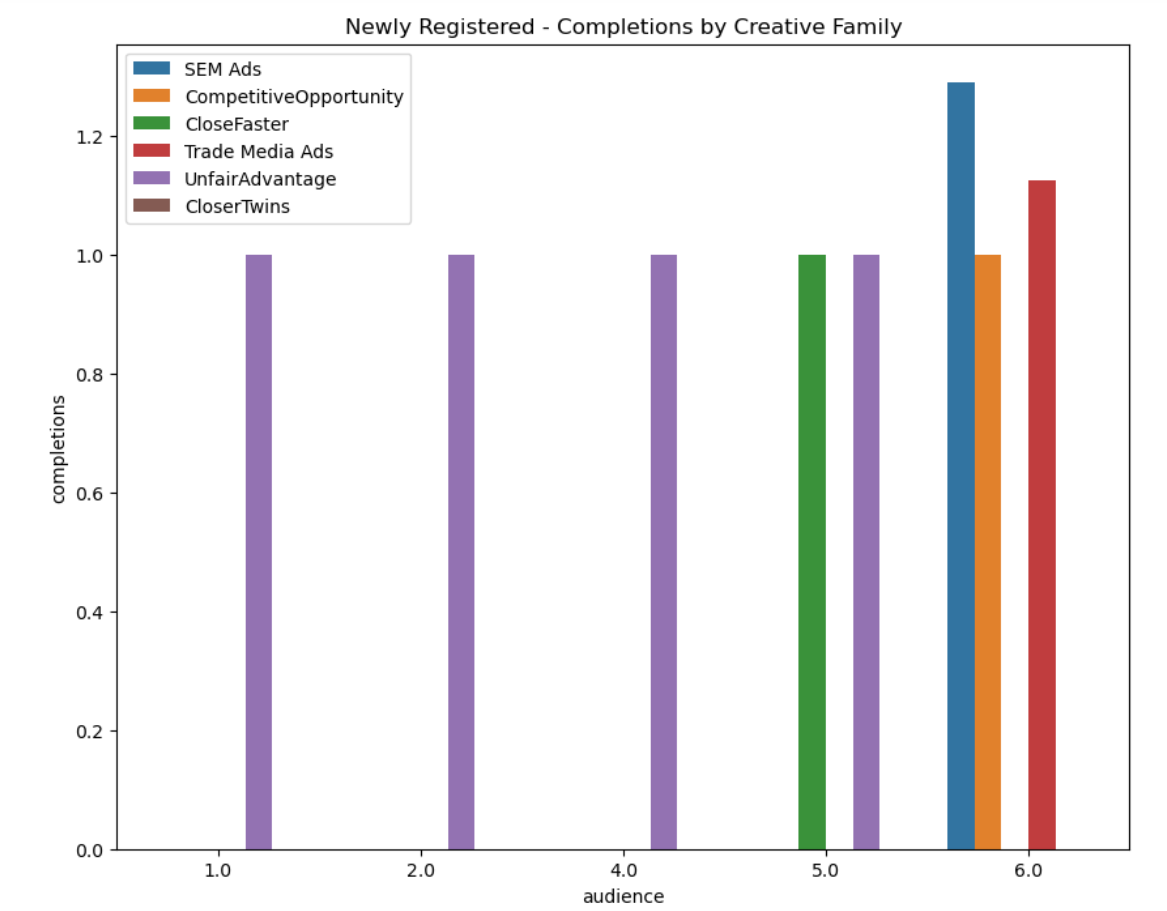 Newly Registered - Completions by Creative Family
SEM Ads
CompetitiveOpportunity
CloseFaster
Trade Media Ads
UnfairAdvantage
CloserTwins
1.2
1.0
0.8
0.6
0.4
0.2
0.0
completions
1.0 2.0 4.0 5.0 6.0
audience